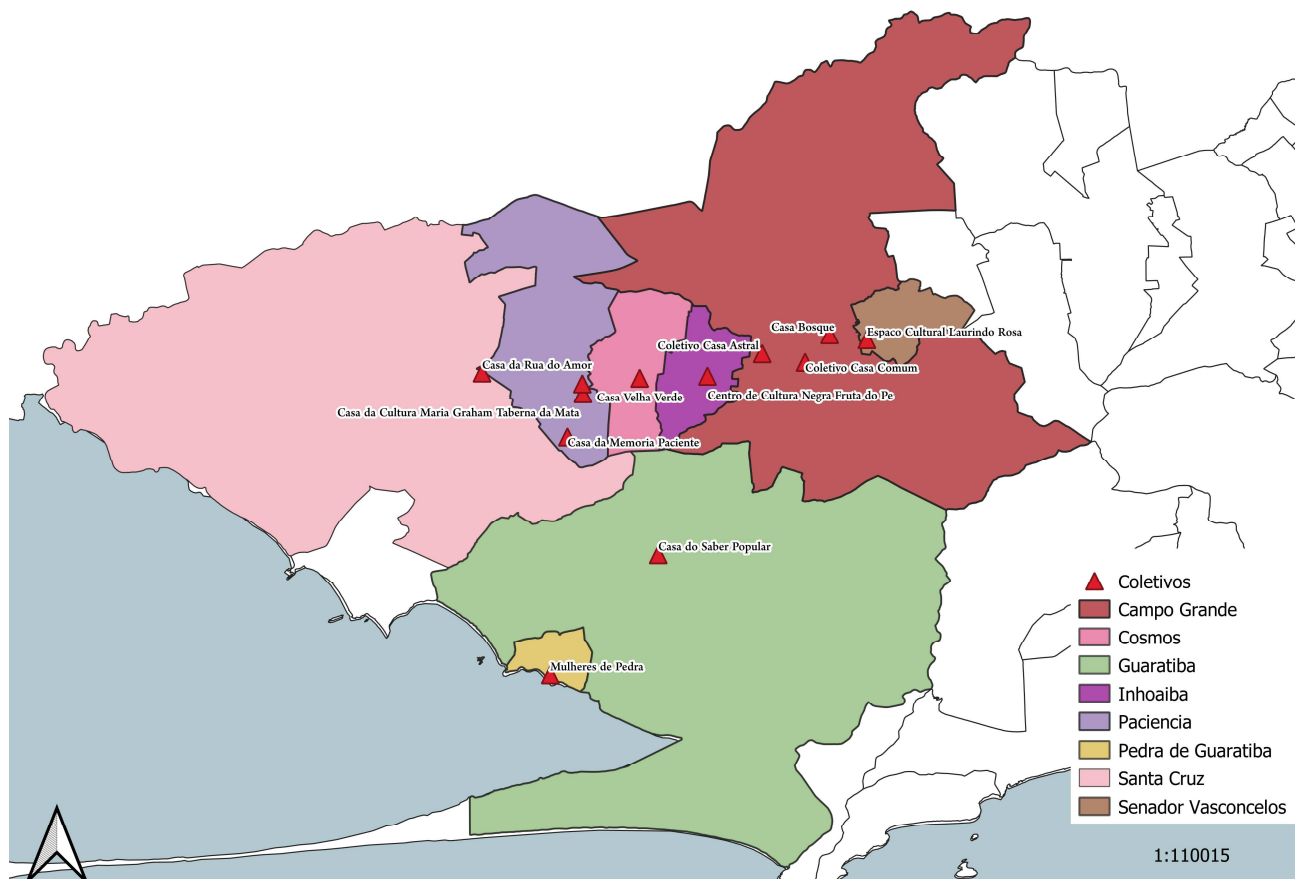 Casa Bosque
Espaco Cultural Laurindo Rosa
Coletivo Casa Astral
Coletivo Casa Comum
Casa da Rua do Amor
Casa Velha Verde
Centro de Cultura Negra Fruta do Pe
Casa da Cultura Maria Graham Taberna da Mata
Casa da Memoria Paciente
Casa do Saber Popular
Mulheres de Pedra
Coletivos
Campo Grande
Cosmos
Guaratiba
Inhoaiba
Paciencia
Pedra de Guaratiba
Santa Cruz
Senador Vasconcelos
1:110015